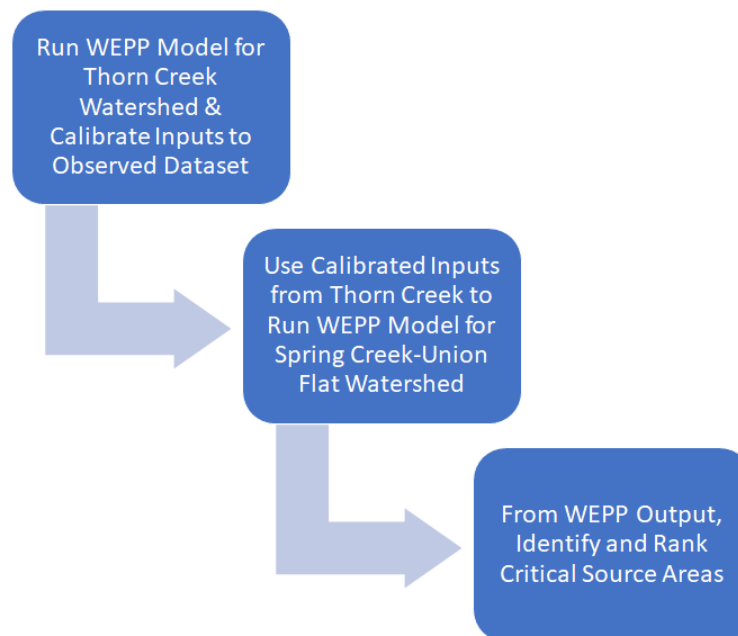 Run WEPP Model for
Thorn Creek
Watershed &
Calibrate Inputs to
Observed Dataset
Use Calibrated Inputs
from Thorn Creek to
Run WEPP Model for
Spring Creek-Union
Flat Watershed
From WEPP Output,
Identify and Rank
Critical Source Areas